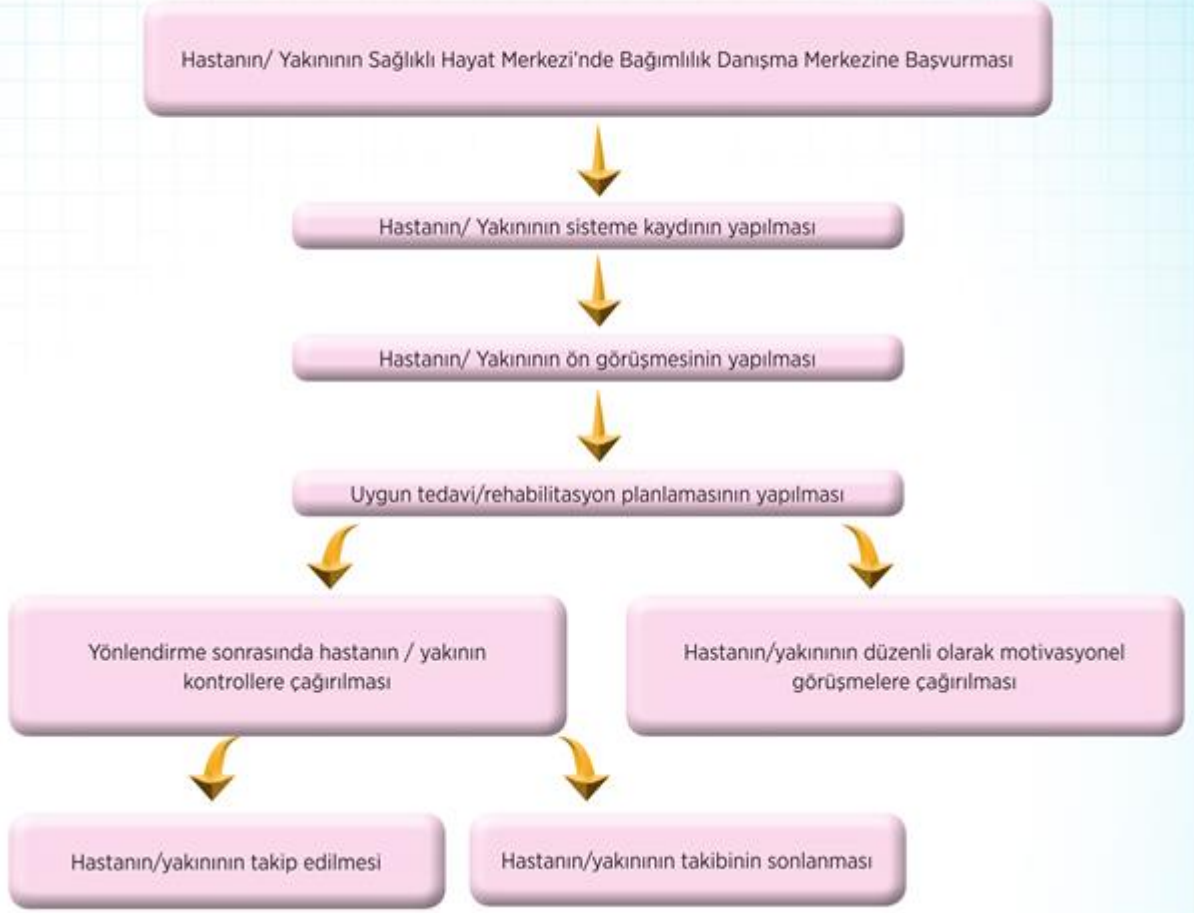 Hastanın/ Yakınının Sağlıklı Hayat Merkezi'nde Bağımlılık Danışma Merkezine Başvurması
Hastanın/ Yakınının sisteme kaydının yapılması
Hastanın/ Yakınının ön görüşmesinin yapılması
Uygun tedavi/rehabilitasyon planlamasının yapılması
Yönlendirme sonrasında hastanın / yakının
kontrollere çağırılması
Hastanın/yakınının düzenli olarak motivasyonel
görüşmelere çağırılması
Hastanın/yakınının takip edilmesi
Hastanın/yakınının takibinin sonlanması